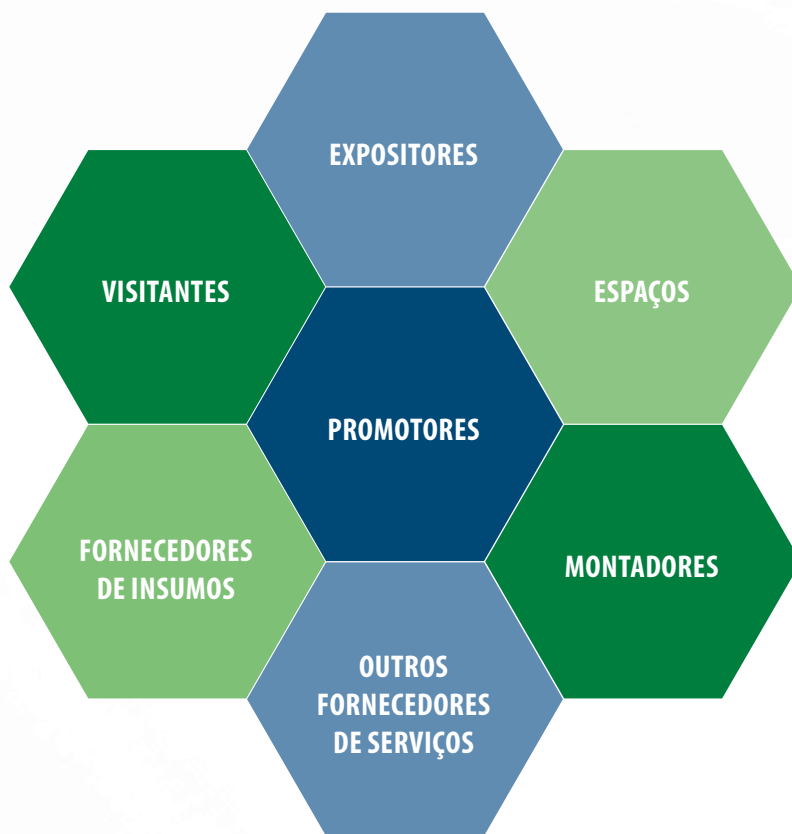 EXPOSITORES
VISITANTES
ESPAÇOS
PROMOTORES
FORNECEDORES
DE INSUMOS
MONTADORES
OUTROS
FORNECEDORES
DE SERVIÇOS